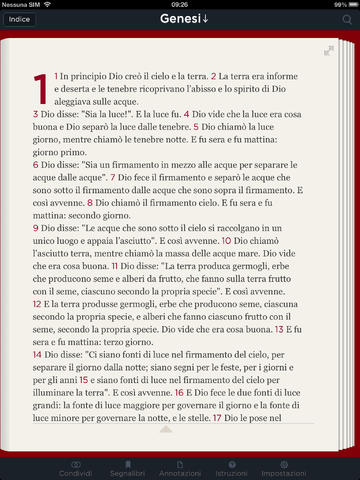 Nessuna SIM 09:26 99%
Indice Genesi↓
1 1 In principio Dio creò il cielo e la terra. 2 La terra era informe
e deserta e le tenebre ricoprivano l'abisso e lo spirito di Dio
aleggiava sulle acque.
3 Dio disse: "Sia la luce!". E la luce fu. 4 Dio vide che la luce era cosa
buona e Dio separò la luce dalle tenebre. 5 Dio chiamò la luce
giorno, mentre chiamò le tenebre notte. E fu sera e fu mattina:
giorno primo.
6 Dio disse: "Sia un firmamento in mezzo alle acque per separare le
acque dalle acque". 7 Dio fece il firmamento e separò le acque che
sono sotto il firmamento dalle acque che sono sopra il firmamento. E
così avvenne. 8 Dio chiamò il firmamento cielo. E fu sera e fu
mattina: secondo giorno.
9 Dio disse: "Le acque che sono sotto il cielo si raccolgano in un
unico luogo e appaia l'asciutto". E così avvenne. 10 Dio chiamò
l'asciutto terra, mentre chiamò la massa delle acque mare. Dio vide
che era cosa buona. 11 Dio disse: "La terra produca germogli, erbe
che producono seme e alberi da frutto, che fanno sulla terra frutto
con il seme, ciascuno secondo la propria specie". E così avvenne.
12 E la terra produsse germogli, erbe che producono seme, ciascuna
secondo la propria specie, e alberi che fanno ciascuno frutto con il
seme, secondo la propria specie. Dio vide che era cosa buona. 13 E fu
sera e fu mattina: terzo giorno.
14 Dio disse: "Ci siano fonti di luce nel firmamento del cielo, per
separare il giorno dalla notte; siano segni per le feste, per i giorni e
per gli anni 15 e siano fonti di luce nel firmamento del cielo per
illuminare la terra". E così avvenne. 16 E Dio fece le due fonti di luce
grandi: la fonte di luce maggiore per governare il giorno e la fonte di
luce minore per governare la notte, e le stelle. 17 Dio le pose nel
Condividi Segnalibri Annotazioni Istruzioni Impostazioni